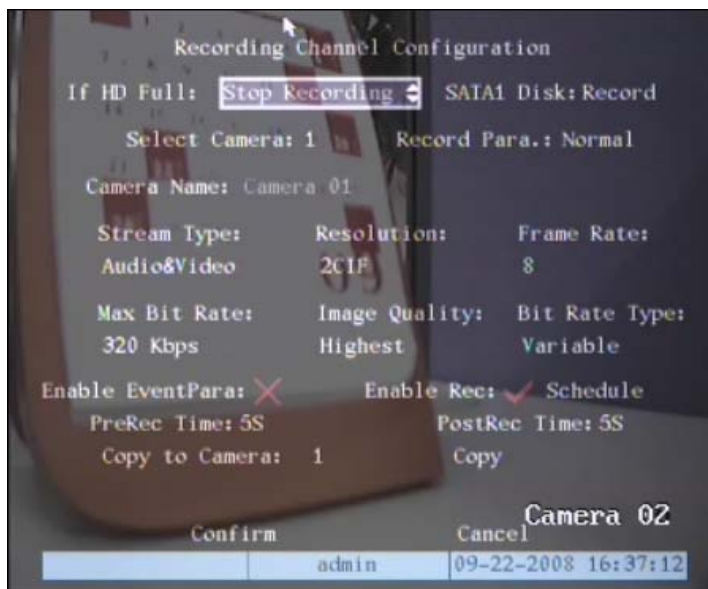 Recording Channel Configuration
If HD Full: Stop Recording SATA1 Disk: Record
Select Camera: 1 Record Para.: Normal
Camera Name: Camera 01
Stream Type: Resolution: Frame Rate:
Audio&Video 2CIF 8
Max Bit Rate: Image Quality: Bit Rate Type:
320 Kbps Highest Variable
Enable EventPara: Enable Rec: Schedule
PreRec Time: 5S PostRec Time: 5S
Copy to Camera: 1 Copy
Camera 02
Confirm Cancel
admin 09-22-2008 16:37:12